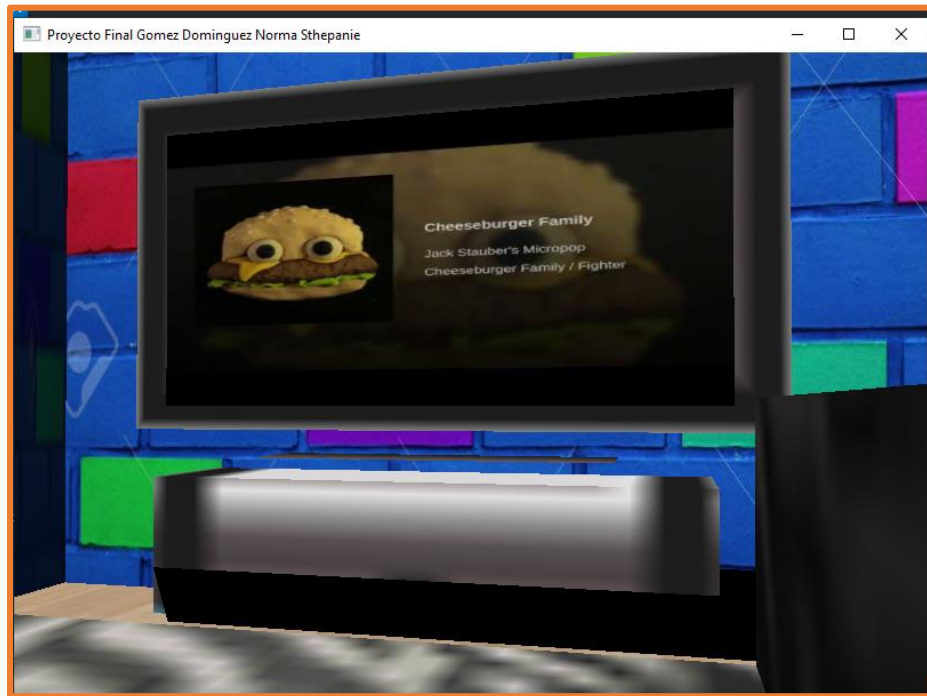 Proyecto Final Gomez Dominguez Norma Sthepanie
Cheeseburger Family
Jack Stauber's Micropop
Cheeseburger Family / Fighter